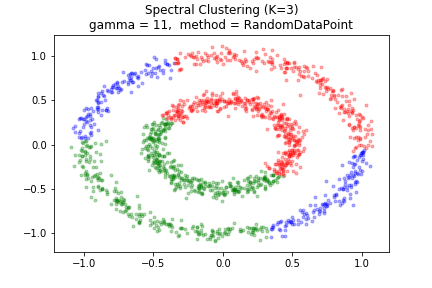 Spectral Clustering (K=3)
gamma = 11, method = RandomDataPoint
1.0
0.5
0.0
−0.5
−1.0
−1.0 −0.5 0.0 0.5 1.0